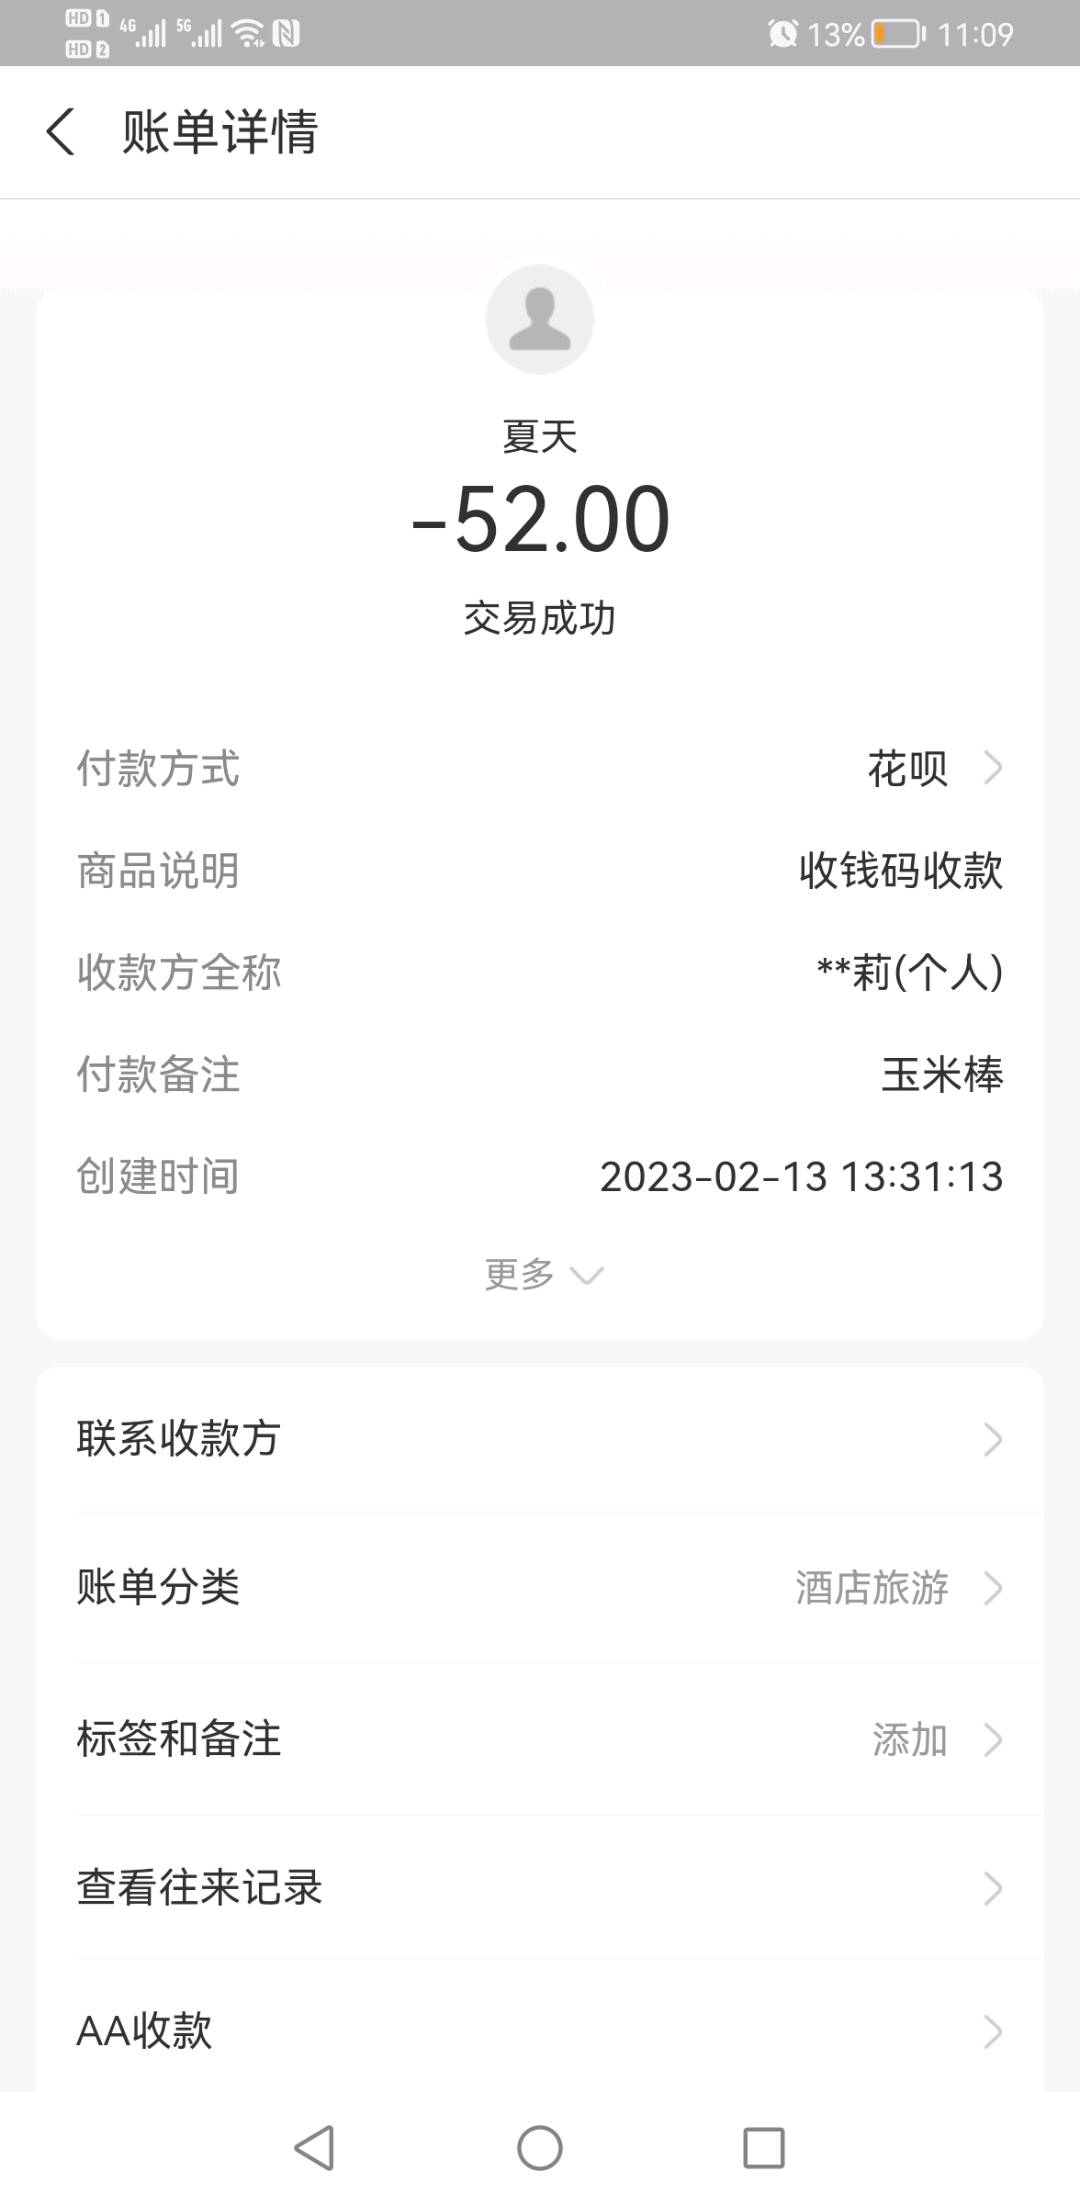 HD 1 4G 5G 13% 11:09
HD 2
账单详情
夏天
-52.00
交易成功
付款方式 花呗
商品说明 收钱码收款
收款方全称 **莉(个人)
付款备注 玉米棒
创建时间 2023-02-13 13:31:13
更多
联系收款方
账单分类 酒店旅游
标签和备注 添加
查看往来记录
AA收款